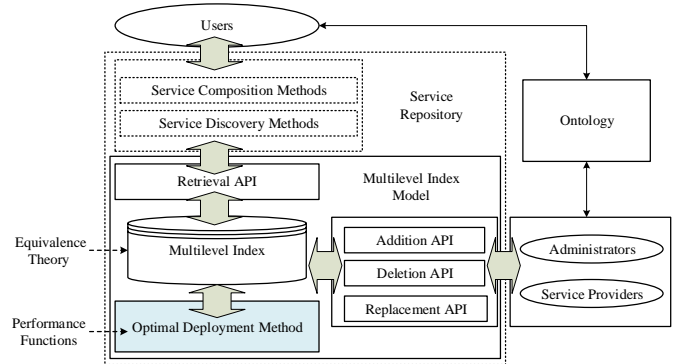 Users
Service Composition Methods
Service Discovery Methods
Service
Repository
Ontology
Retrieval API
Multilevel Index
Model
Equivalence
Theory
Multilevel Index
Addition API
Deletion API
Replacement API
Administrators
Service Providers
Performance
Functions
Optimal Deployment Method